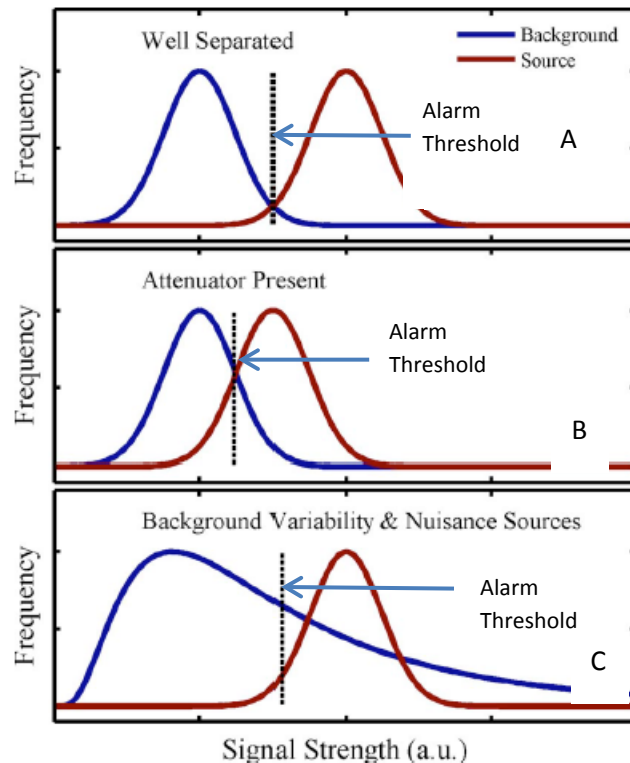 Well Separated
Background
Source
Alarm
Threshold
A
Frequency
Attenuator Present
Alarm
Threshold
B
Frequency
Background Variability & Nuisance Sources
Alarm
Threshold
C
Frequency
Signal Strength (a.u.)